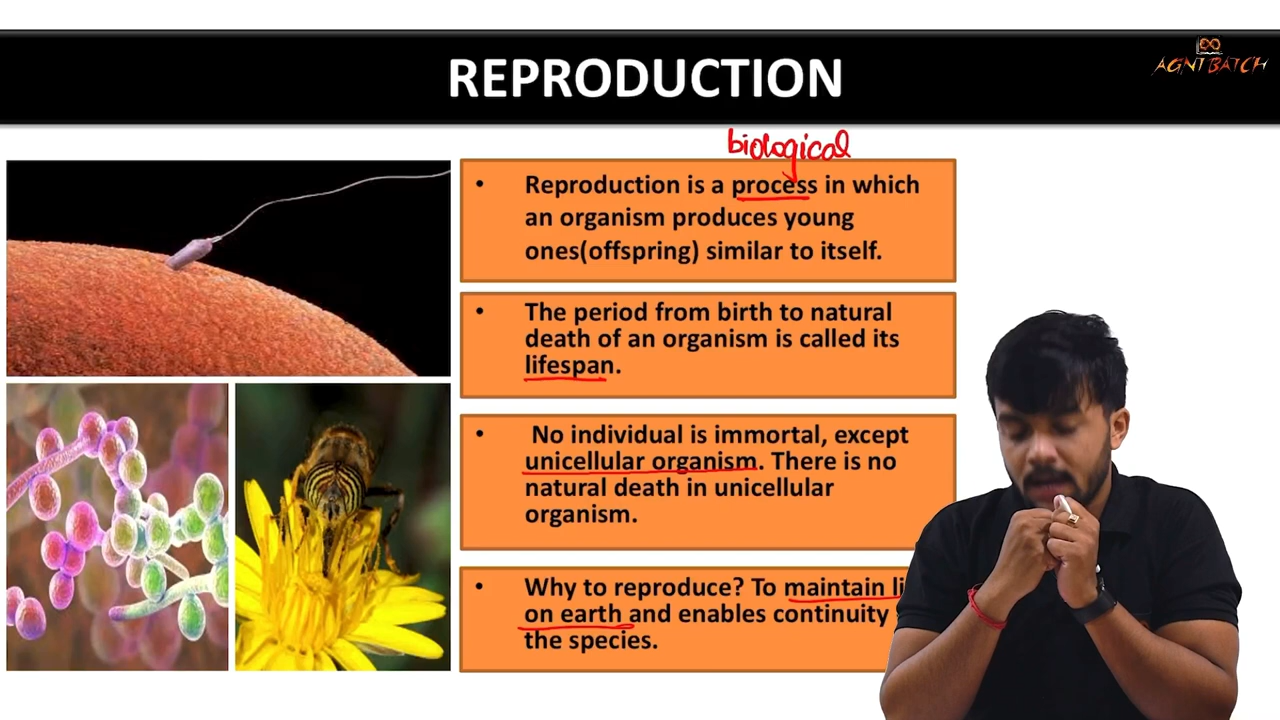 REPRODUCTION
AGNI BATCH
biological
• Reproduction is a process in which
an organism produces young
ones(offspring) similar to itself.
• The period from birth to natural
death of an organism is called its
lifespan.
• No individual is immortal, except
unicellular organism. There is no
natural death in unicellular
organism.
• Why to reproduce? To maintain li
on earth and enables continuity
the species.